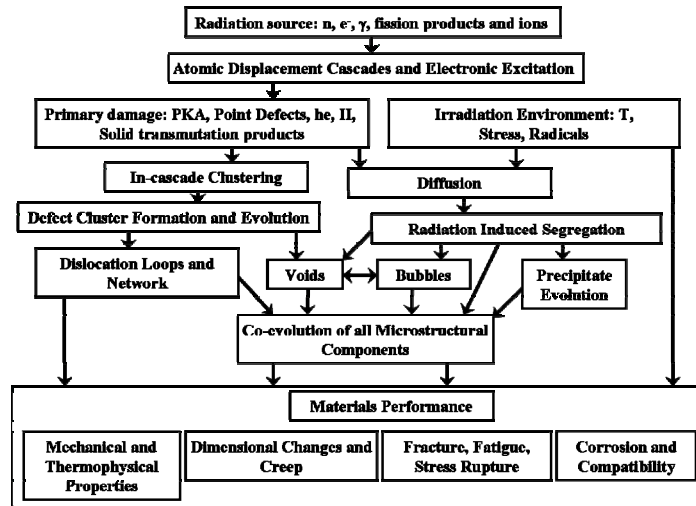 Radiation source: n, e-, γ, fission products and ions
Atomic Displacement Cascades and Electronic Excitation
Primary damage: PKA, Point Defects, he, II,
Solid transmutation products
Irradiation Environment: T,
Stress, Radicals
In-cascade Clustering
Diffusion
Defect Cluster Formation and Evolution
Radiation Induced Segregation
Dislocation Loops and
Network
Voids
Bubbles
Precipitate
Evolution
Co-evolution of all Microstructural
Components
Materials Performance
Mechanical and
Thermophysical
Properties
Dimensional Changes and
Creep
Fracture, Fatigue,
Stress Rupture
Corrosion and
Compatibility